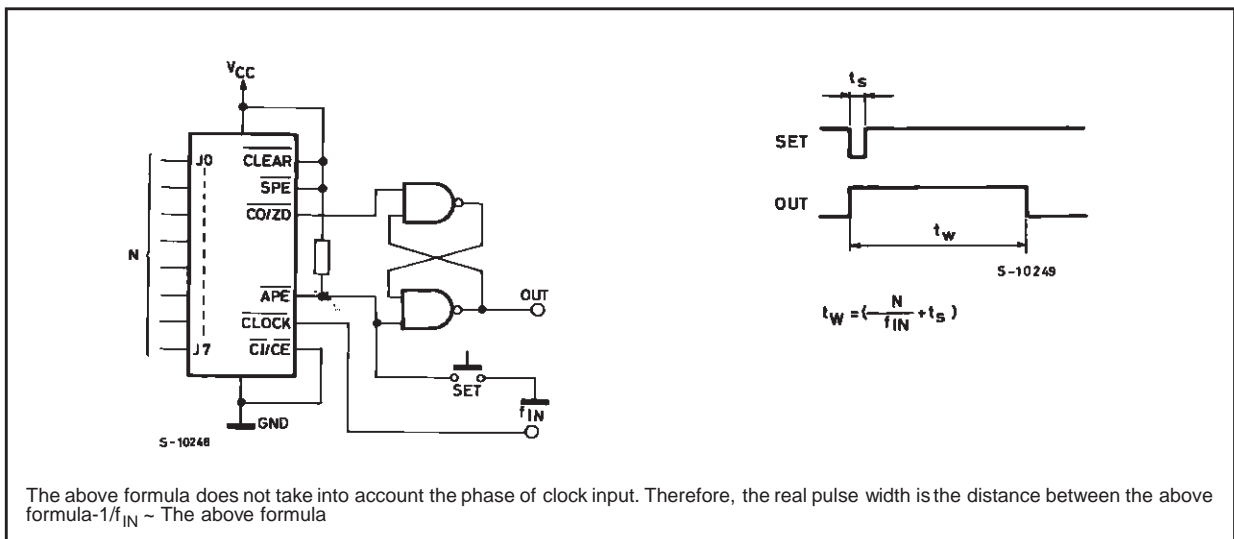 VCC
J0
CLEAR
SPE
CO/ZD
N
APE
OUT
CLOCK
J7
CI/CE
SET
fIN
GND
S-10248
ts
SET
OUT
tw
S-10249
tw = (N/fIN + ts)
The above formula does not take into account the phase of clock input. Therefore, the real pulse width is the distance between the above
formula-1/fIN ~ The above formula